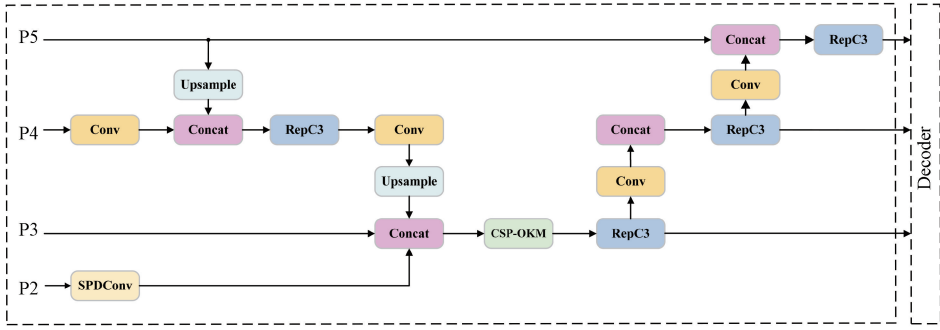 P5
Concat
RepC3
Upsample
Conv
P4
Conv
Concat
RepC3
Conv
Concat
RepC3
Upsample
Conv
P3
Concat
CSP-OKM
RepC3
P2
SPDConv
Decoder